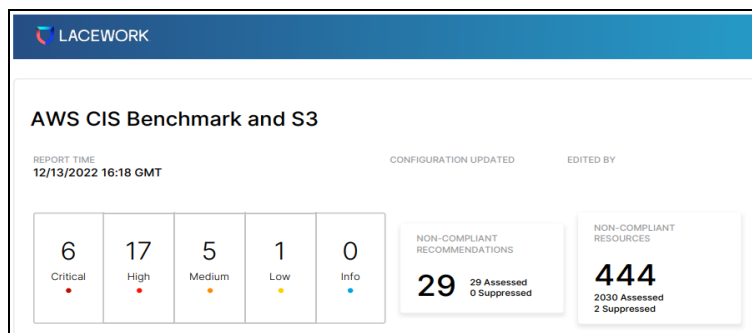 LACEWORK
AWS CIS Benchmark and S3
REPORT TIME
12/13/2022 16:18 GMT
CONFIGURATION UPDATED
EDITED BY
6
Critical
17
High
5
Medium
1
Low
0
Info
NON-COMPLIANT
RECOMMENDATIONS
29
29 Assessed
0 Suppressed
NON-COMPLIANT
RESOURCES
444
2030 Assessed
2 Suppressed